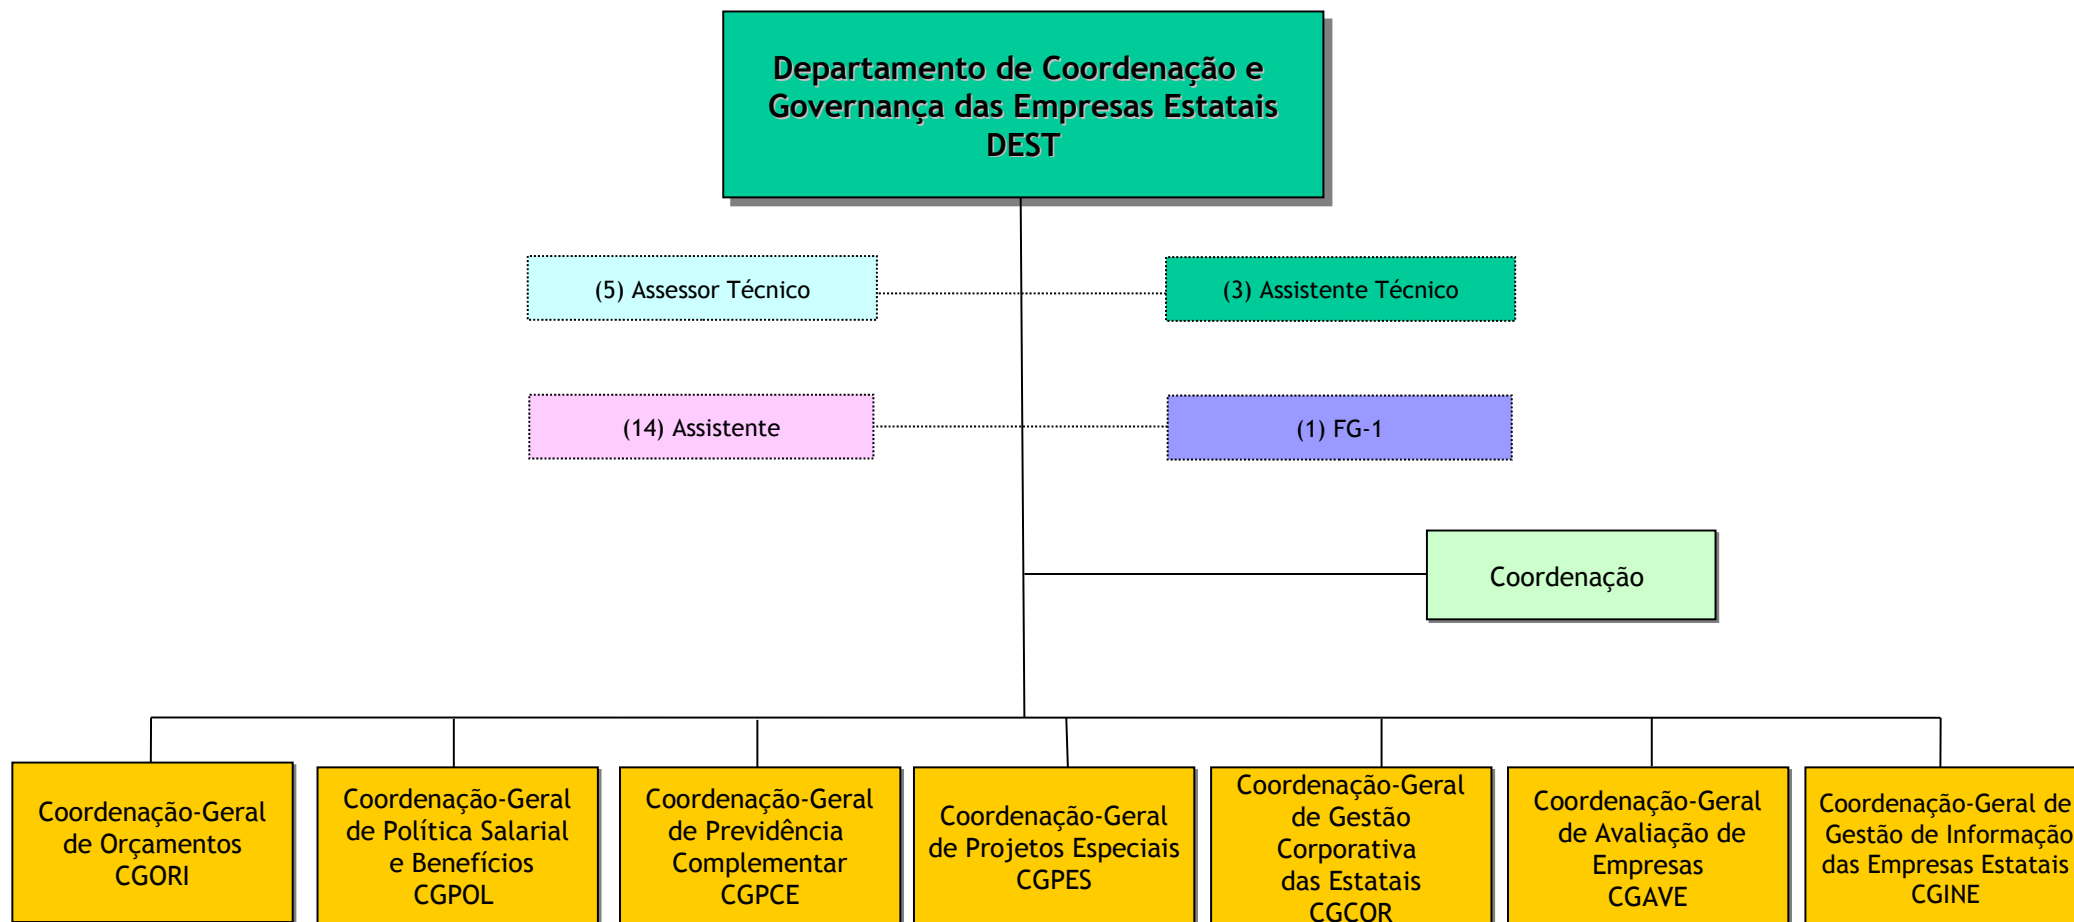 Departamento de Coordenação e
Governança das Empresas Estatais
DEST
(5) Assessor Técnico
(3) Assistente Técnico
(14) Assistente
(1) FG-1
Coordenação
Coordenação-Geral
de Orçamentos
CGORI
Coordenação-Geral
de Política Salarial
e Benefícios
CGPOL
Coordenação-Geral
de Previdência
Complementar
CGPCE
Coordenação-Geral
de Projetos Especiais
CGPES
Coordenação-Geral
de Gestão
Corporativa
das Estatais
CGCOR
Coordenação-Geral
de Avaliação de
Empresas
CGAVE
Coordenação-Geral de
Gestão de Informação
das Empresas Estatais
CGINE